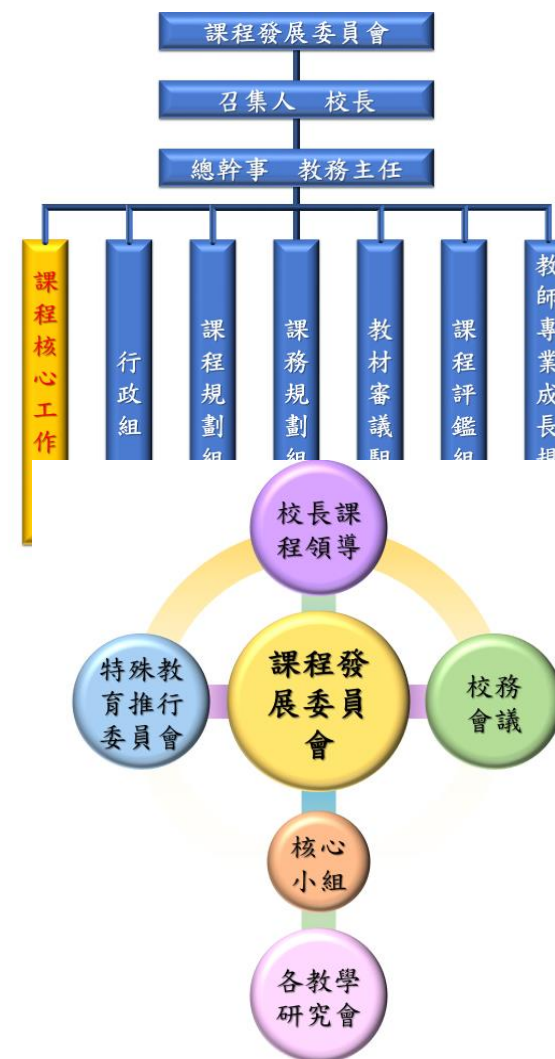 課程發展委員會
召集人 校長
總幹事 教務主任
課程核心工作
行政組
課程規劃組
課務規劃組
教材審議
課程評鑑組
教師專業成長規
校長課
程領導
特殊教
育推行
委員會
課程發
展委員
會
校務
會議
核心
小組
各教學
研究會